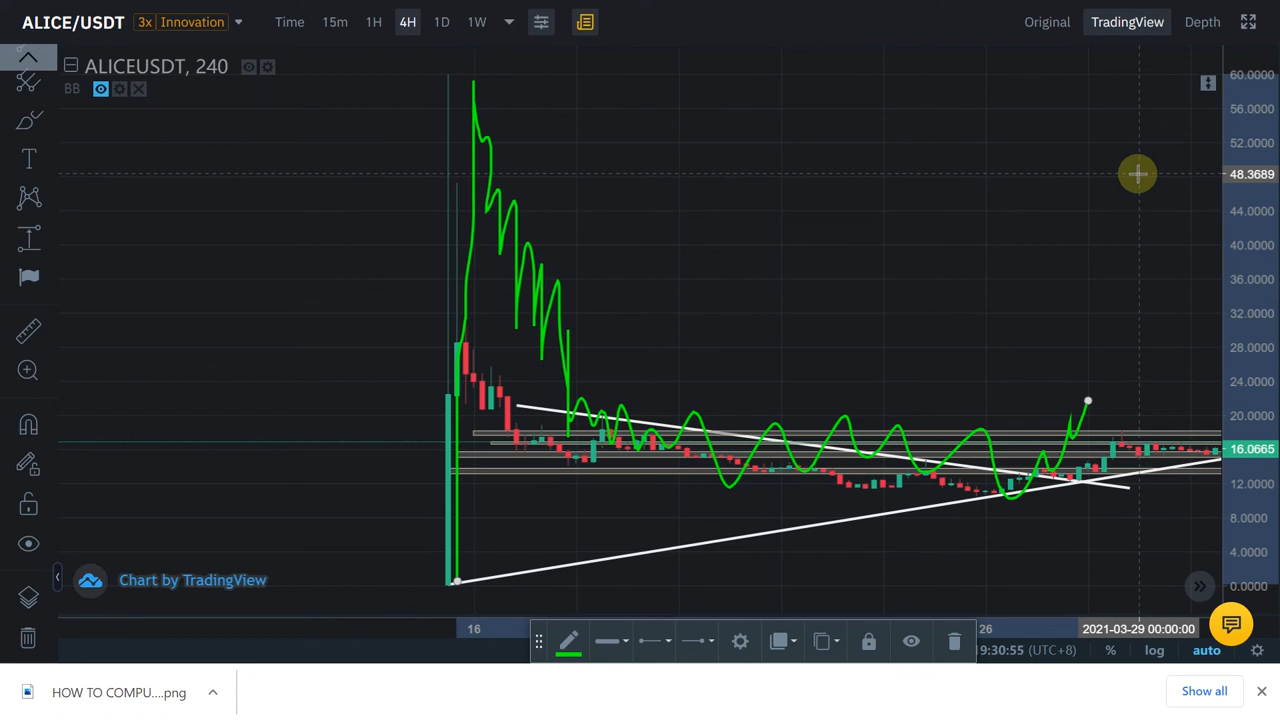 ALICE/USDT 3x Innovation Time 15m 1H 4H 1D 1W Original TradingView Depth
ALICEUSDT, 240
BB
60.0000
56.0000
52.0000
48.3689
44.0000
40.0000
36.0000
32.0000
28.0000
24.0000
20.0000
16.0665
12.0000
8.0000
4.0000
0.0000
Chart by TradingView
16 26 2021-03-29 00:00:00
19:30:55 (UTC+8) % log auto
HOW TO COMPU....png Show all